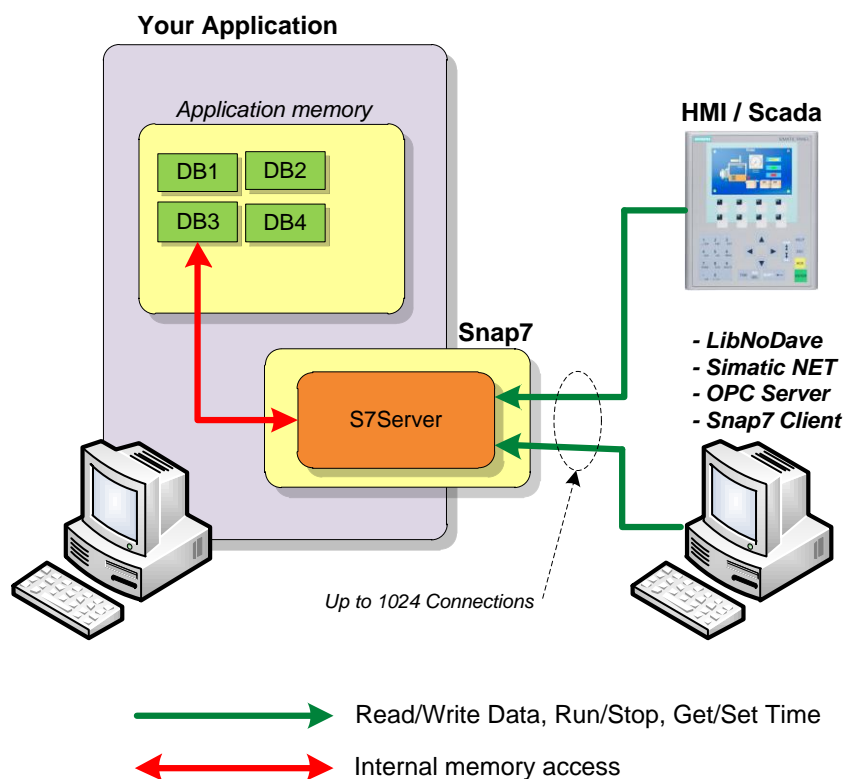 Your Application
Application memory
HMI / Scada
DB1
DB2
DB3
DB4
Snap7
- LibNoDave
- Simatic NET
- OPC Server
- Snap7 Client
S7Server
Up to 1024 Connections
Read/Write Data, Run/Stop, Get/Set Time
Internal memory access